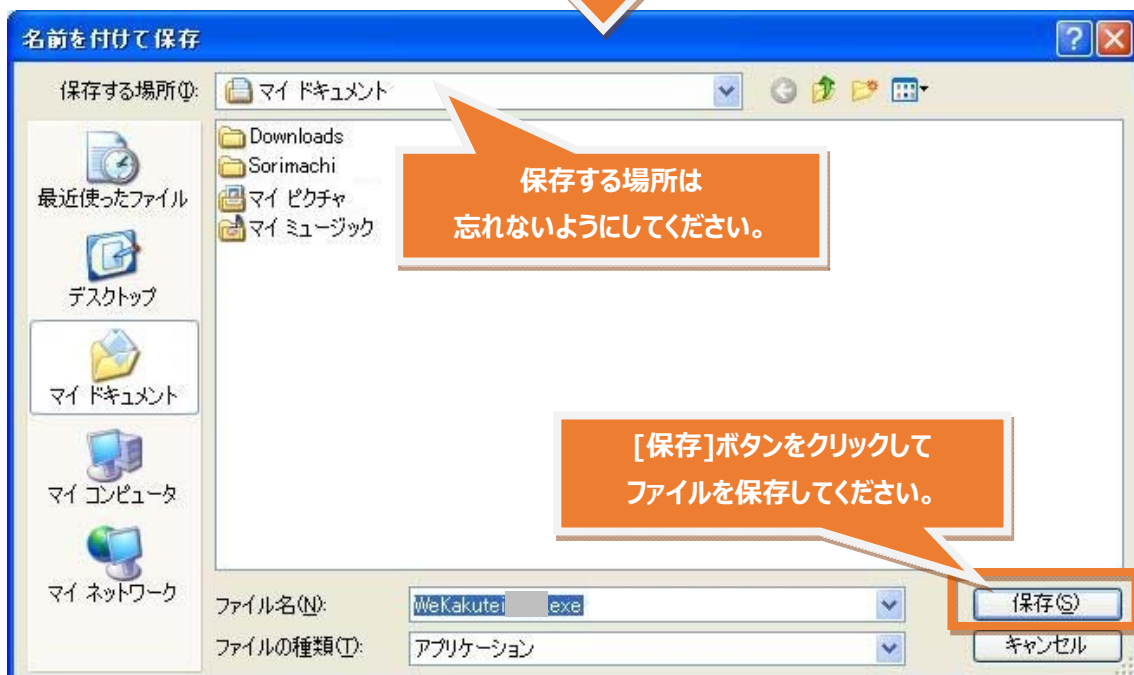 名前を付けて保存
保存する場所(I):
マイ ドキュメント
最近使ったファイル
デスクトップ
マイ ドキュメント
マイ コンピュータ
マイ ネットワーク
Downloads
Sorimachi
マイ ピクチャ
マイ ミュージック
保存する場所は
忘れないようにしてください。
[保存]ボタンをクリックして
ファイルを保存してください。
ファイル名(N):
WeKakutei exe
保存(S)
ファイルの種類(T):
アプリケーション
キャンセル